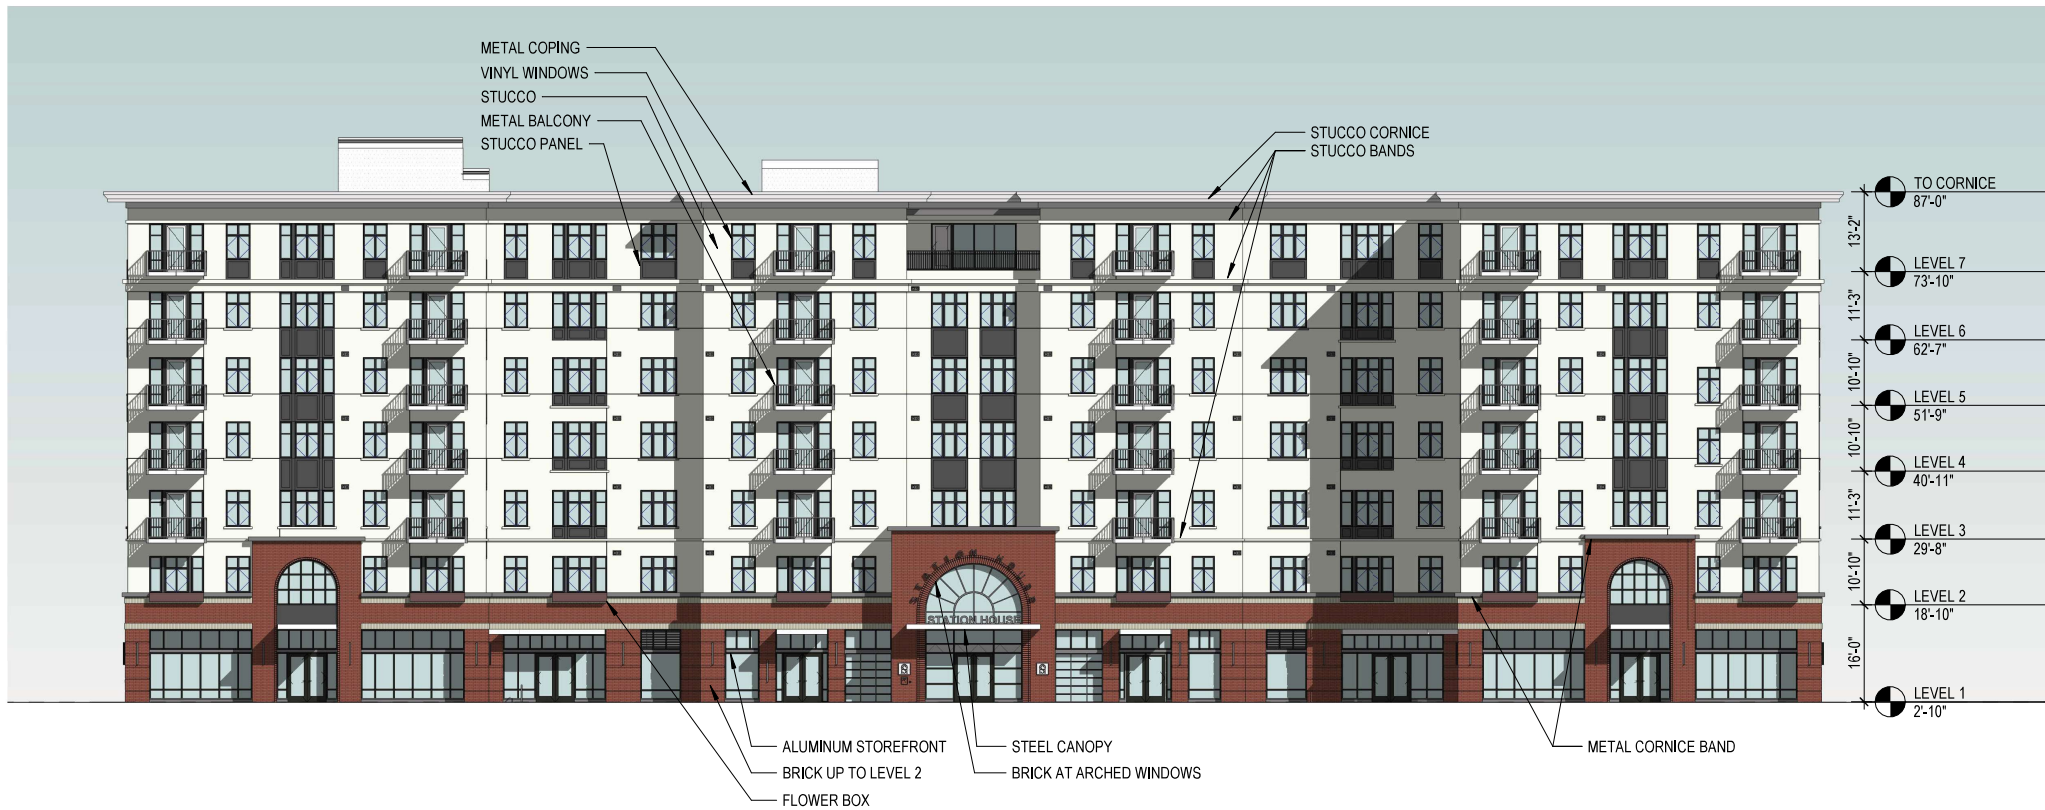 METAL COPING
VINYL WINDOWS
STUCCO
METAL BALCONY
STUCCO PANEL
STUCCO CORNICE
STUCCO BANDS
TO CORNICE
87'-0"
13'-2"
LEVEL 7
73'-10"
11'-3"
LEVEL 6
62'-7"
10'-10"
LEVEL 5
51'-9"
10'-10"
LEVEL 4
40'-11"
11'-3"
LEVEL 3
29'-8"
10'-10"
LEVEL 2
18'-10"
16'-0"
LEVEL 1
2'-10"
STATION HOUSE
STATION HOUSE
ALUMINUM STOREFRONT
BRICK UP TO LEVEL 2
FLOWER BOX
STEEL CANOPY
BRICK AT ARCHED WINDOWS
METAL CORNICE BAND